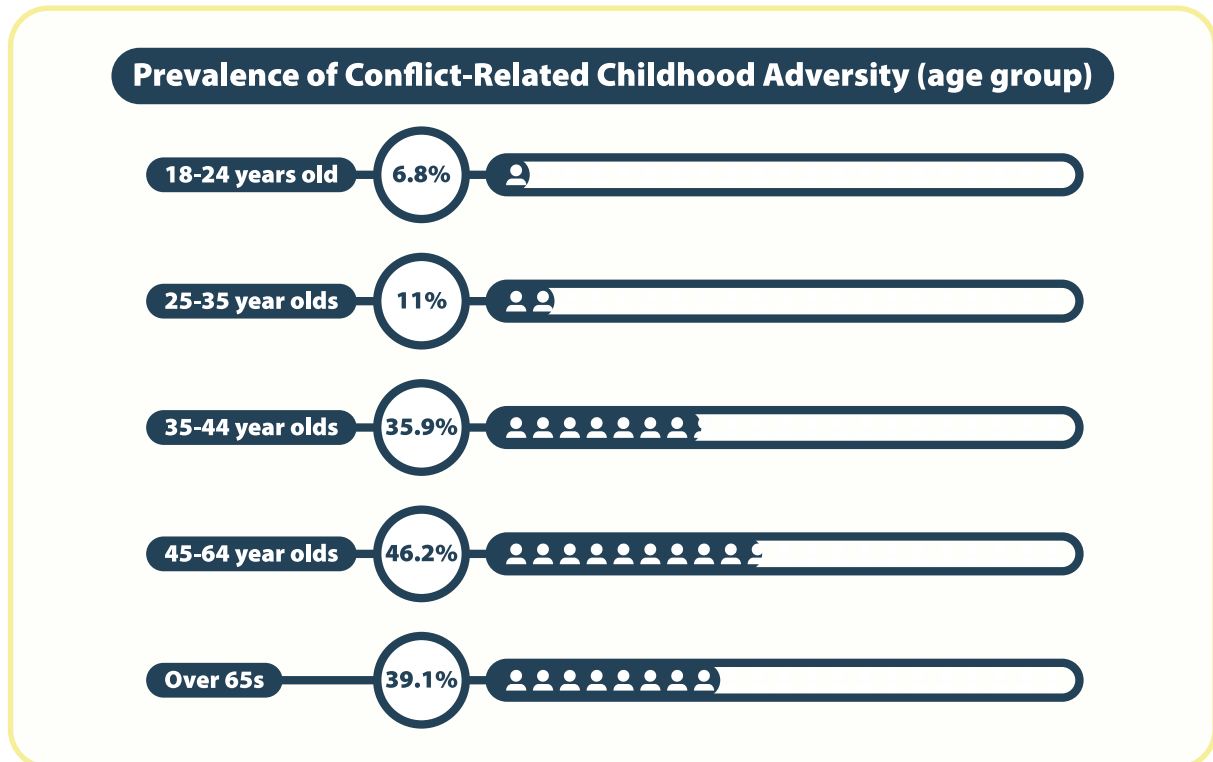 Prevalence of Conflict-Related Childhood Adversity (age group)
18-24 years old 6.8%
25-35 year olds 11%
35-44 year olds 35.9%
45-64 year olds 46.2%
Over 65s 39.1%